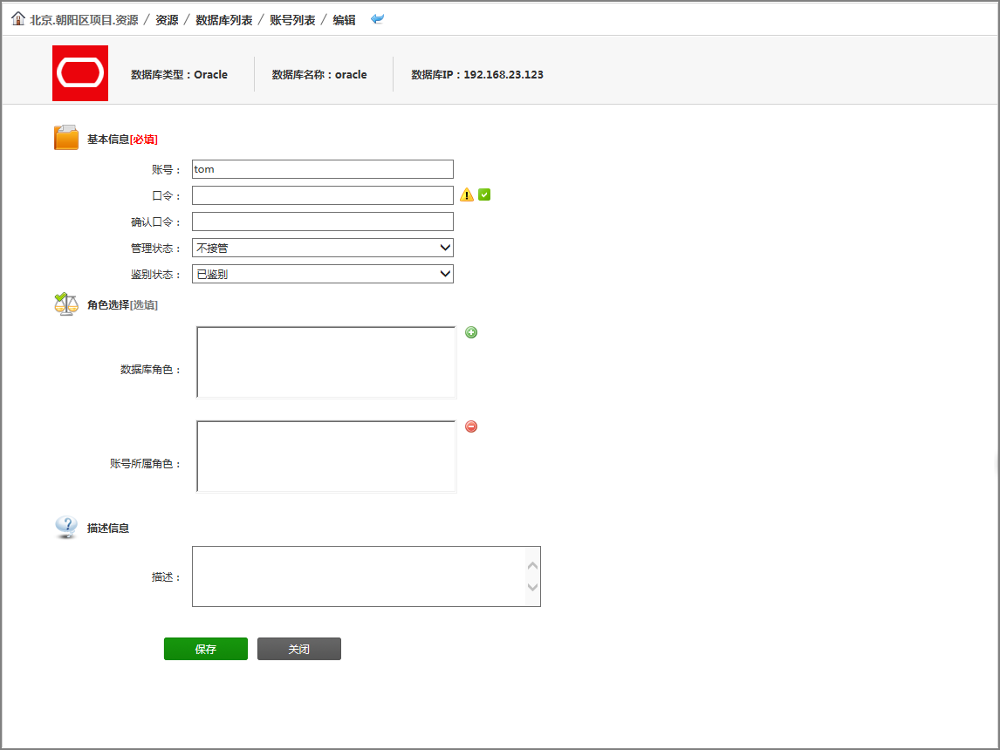 北京.朝阳区项目.资源 / 资源 / 数据库列表 / 账号列表 / 编辑
数据库类型：Oracle 数据库名称：oracle 数据库IP：192.168.23.123
基本信息[必填]
账号： tom
口令：
确认口令：
管理状态： 不接管
鉴别状态： 已鉴别
角色选择[选填]
数据库角色：
账号所属角色：
描述信息
描述：
保存 关闭